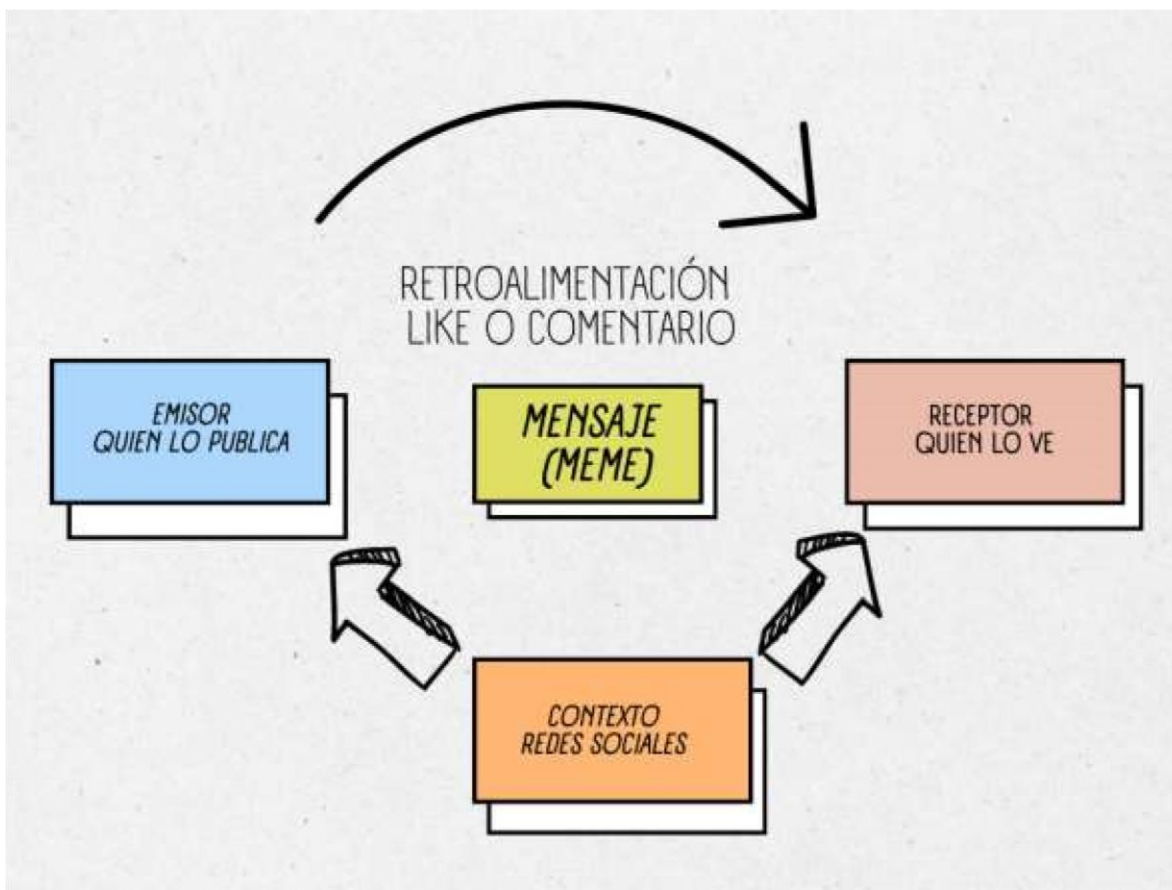 RETROALIMENTACIÓN
LIKE O COMENTARIO
EMISOR
QUIEN LO PUBLICA
MENSAJE
(MEME)
RECEPTOR
QUIEN LO VE
CONTEXTO
REDES SOCIALES